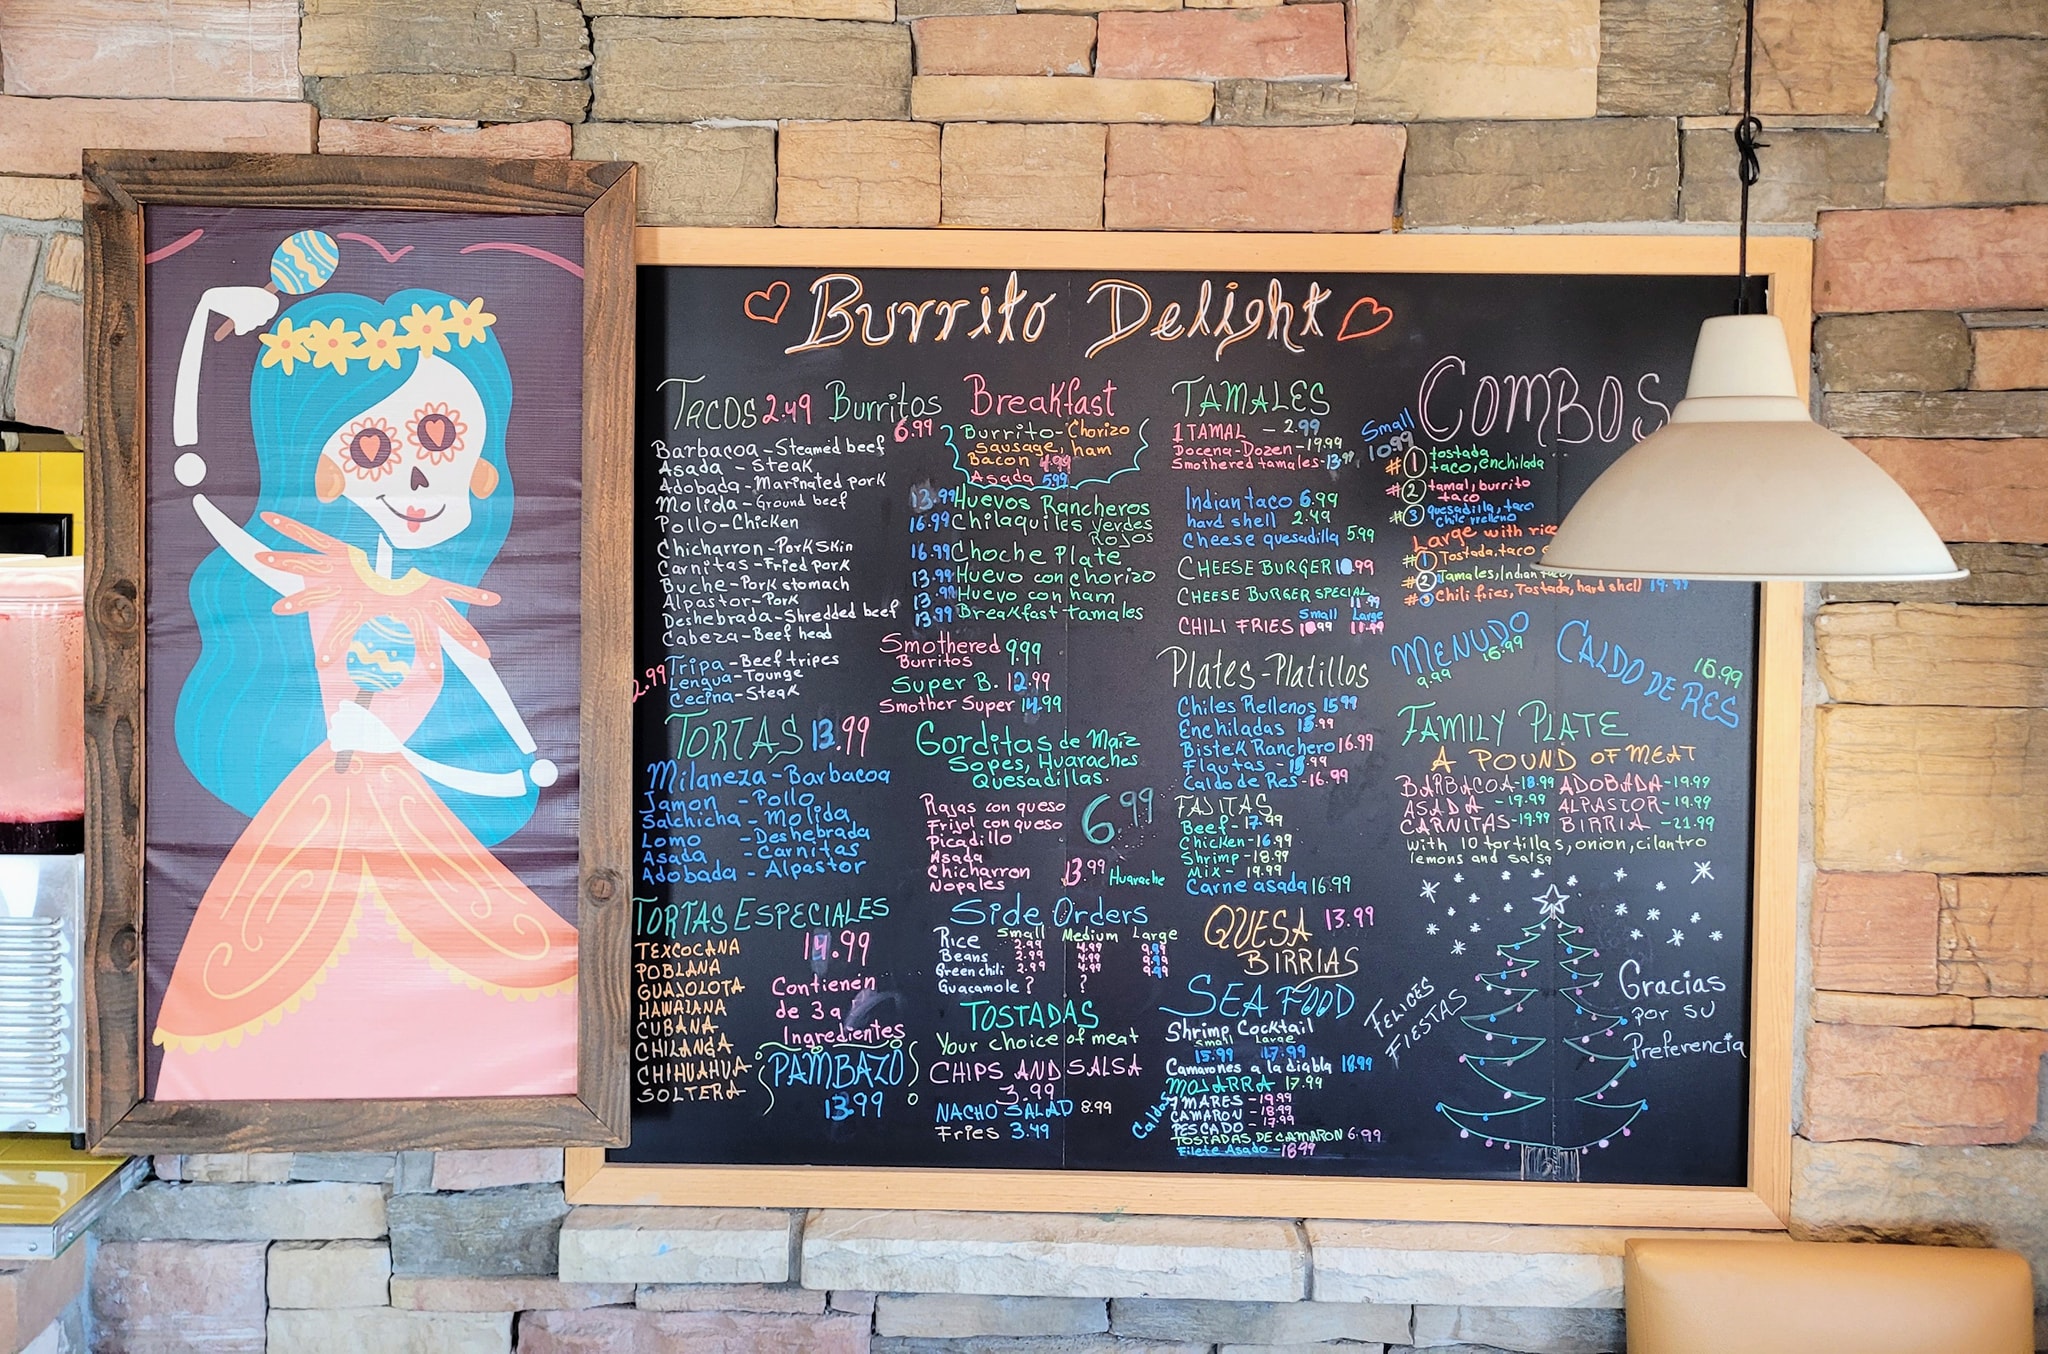 Burrito Delight
TACOS 2.49 Burritos 6.99
Barbacoa - Steamed beef
Asada - Steak
Adobada - Marinated pork
Molida - Ground beef
Pollo - Chicken
Chicharron - Pork Skin
Carnitas - Fried pork
Buche - Pork stomach
Alpastor - Pork
Deshebrada - Shredded beef
Cabeza - Beef head
2.99 Tripa - Beef tripes
Lengua - Tounge
Cecina - Steak
TORTAS 13.99
Milaneza - Barbacoa
Jamon - Pollo
Salchicha - Molida
Lomo - Deshebrada
Asada - Carnitas
Adobada - Alpastor
TORTAS ESPECIALES
14.99
TEXCOCANA
POBLANA
GUAJOLOTA
HAWAIANA
CUBANA
CHILANGA
CHIHUAHUA
SOLTERA
Contienen
de 3 a
Ingredientes
PAMBAZO
13.99
Breakfast
Burrito - Chorizo
Sausage, ham
Bacon 4.99
Asada 5.99
13.99 Huevos Rancheros
16.99 Chilaquiles verdes
Rojos
16.99 Choche Plate
13.99 Huevo con chorizo
13.99 Huevo con ham
13.99 Breakfast tamales
Smothered 9.99
Burritos
Super B. 12.99
Smother Super 14.99
Gorditas de Maiz
Sopes, Huaraches
Quesadillas.
6.99
Rajas con queso
Frijol con queso
Picadillo
Asada
Chicharron
Nopales
13.99 Huarache
Side Orders
Small Medium Large
Rice 2.99 4.99 9.99
Beans 2.99 4.99 9.99
Green chili 2.99 4.99 9.99
Guacamole ? ?
TOSTADAS
Your choice of meat
CHIPS AND SALSA
3.99
NACHO SALAD 8.99
Fries 3.49
TAMALES
1 TAMAL - 2.99
Docena - Dozen - 19.99
Smothered tamales - 13.99
Indian taco 6.99
hard shell 2.49
Cheese quesadilla 5.99
CHEESE BURGER 10.99
CHEESE BURGER SPECIAL
11.99
Small Large
CHILI FRIES 10.99 11.99
Plates - Platillos
Chiles Rellenos 15.99
Enchiladas 15.99
Bistek Ranchero 16.99
Flautas - 15.99
Caldo de Res - 16.99
FAJITAS
Beef - 17.99
Chicken - 16.99
Shrimp - 18.99
Mix - 19.99
Carne asada 16.99
QUESA 13.99
BIRRIAS
SEA FOOD
Shrimp Cocktail
Small Large
15.99 17.99
Camarones a la diabla 18.99
MOJARRA 17.99
Caldos
7 MARES - 19.99
CAMARON - 18.99
PESCADO - 17.99
TOSTADAS DE CAMARON 6.99
Filete Asado - 18.99
COMBOS
Small
10.99
#1 tostada
taco, enchilada
#2 tamal, burrito
taco
#3 quesadilla, taco
Chile rrelleno
Large with rice
#1 Tostada, taco
#2 Tamales, Indian taco,
#3 Chili fries, Tostada, hard shell 19.99
MENUDO
9.99 15.99
CALDO DE RES
15.99
FAMILY PLATE
A POUND OF MEAT
BARBACOA - 18.99 ADOBADA - 19.99
ASADA - 19.99 ALPASTOR - 19.99
CARNITAS - 19.99 BIRRIA - 21.99
with 10 tortillas, onion, cilantro
lemons and salsa
FELICES
FIESTAS
Gracias
por su
Preferencia